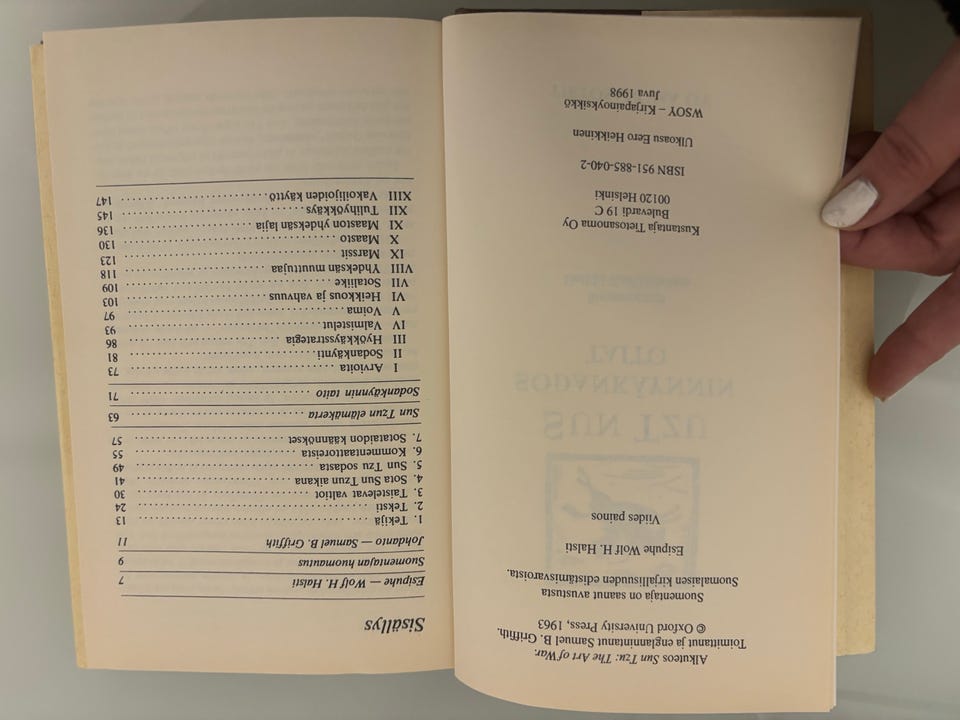 Alkuteos Sun Tzu: The Art of War.
Toimittanut ja englannintanut Samuel B. Griffith.
© Oxford University, Press, 1963
Suomentaja on saanut avustusta
Suomalaisen kirjallisuuden edistämisvaroista.
Esipuhe Wolf H. Halsti
Viides painos
Kustantaja Tietosanoma Oy
Bulevardi 19 C
00120 Helsinki
ISBN 951-885-040-2
Ulkoasu Eero Heikkinen
WSOY – Kirjapainoyksikkö
Juva 1998
SUN TZU
SODANKÄYNNIN
TAITO
Sisällys
Esipuhe — Wolf H. Halsti 7
Suomentajan huomautus 9
Johdanto — Samuel B. Griffith 11
1. Tekijä 13
2. Teksti 24
3. Taistelevat valtiot 30
4. Sota Sun Tzun aikana 41
5. Sun Tzu sodasta 49
6. Kommentaattoreista 55
7. Sotataidon käännökset 57
Sun Tzun elämäkerta 63
Sodankäynnin taito 71
I Arvioita 73
II Sodankäynti 81
III Hyökkäysstrategia 86
IV Valmistelut 93
V Voima 97
VI Heikkous ja vahvuus 103
VII Sotaliike 109
VIII Yhdeksän muuttujaa 118
IX Marssit 123
X Maasto 130
XI Maaston yhdeksän lajia 136
XII Tulihyökkäys 145
XIII Vakoilijoiden käyttö 147